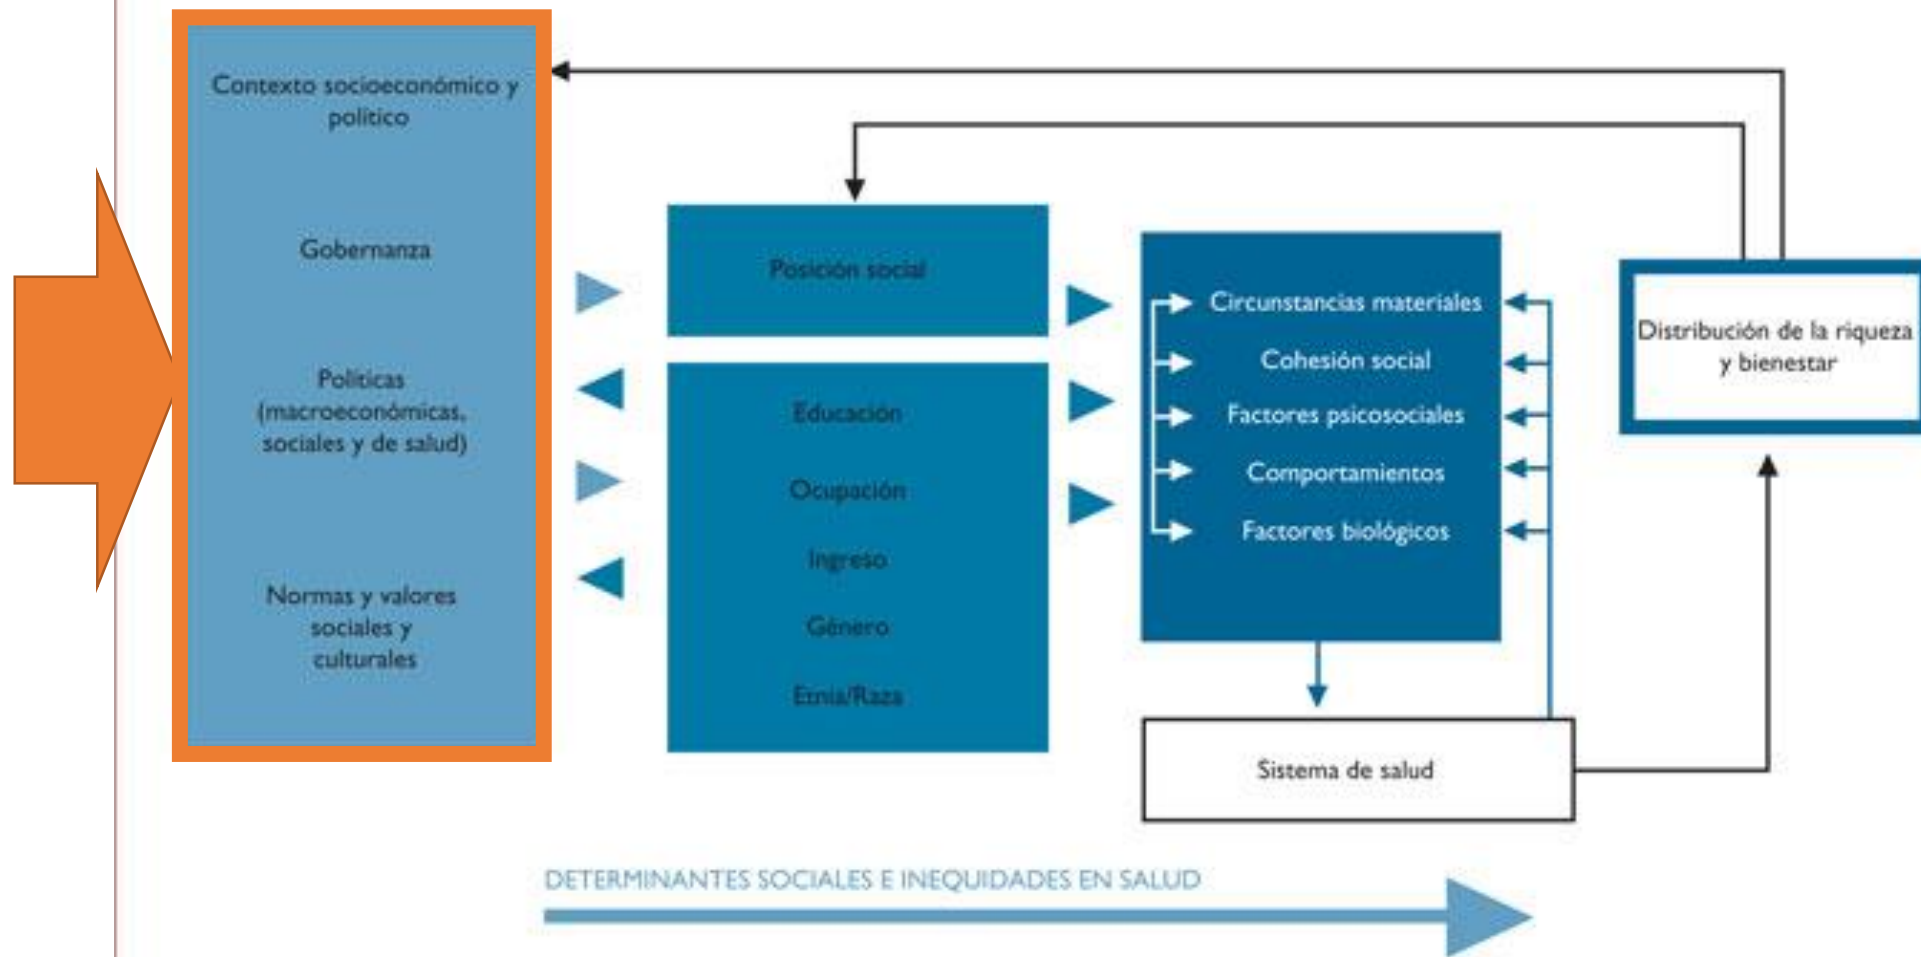 Contexto socioeconómico y
político
Gobernanza
Políticas
(macroeconómicas,
sociales y de salud)
Normas y valores
sociales y
culturales
Posición social
Educación
Ocupación
Ingreso
Género
Etnia/Raza
Circunstancias materiales
Cohesión social
Factores psicosociales
Comportamientos
Factores biológicos
Sistema de salud
Distribución de la riqueza
y bienestar
DETERMINANTES SOCIALES E INEQUIDADES EN SALUD